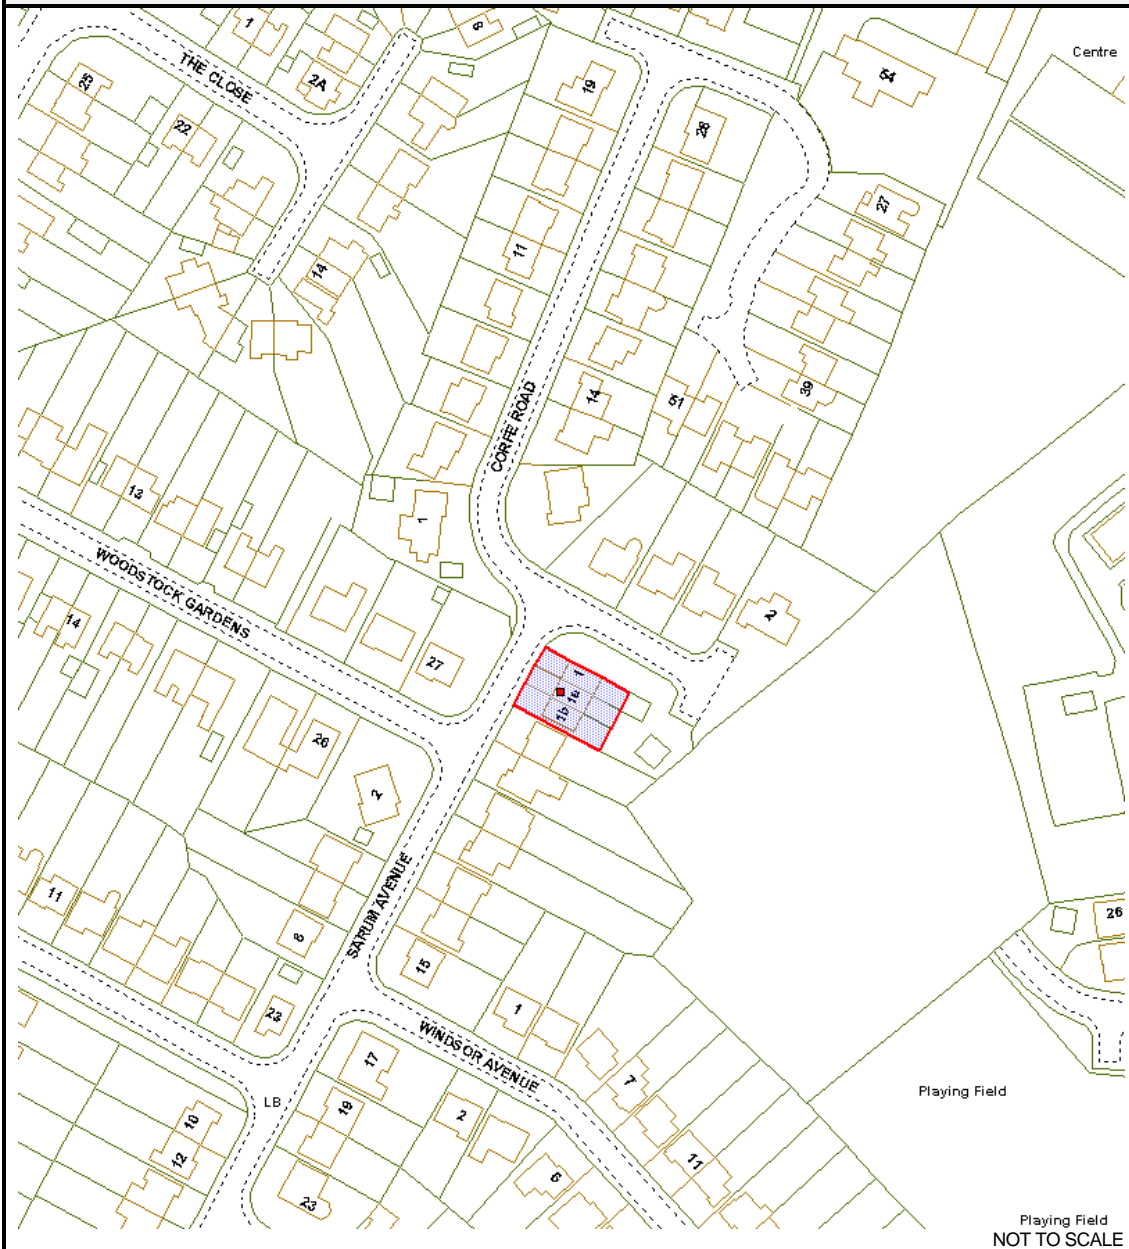 1
8
THE CLOSE
2A
25
22
19
54
Centre
28
27
11
14
39
14
51
CORFE ROAD
13
1
WOODSTOCK GARDENS
14
27
2
1
1a
1b
26
2
11
8
SARUM AVENUE
15
23
1
26
WINDSOR AVENUE
17
7
LB
19
2
10
12
11
6
23
Playing Field
Playing Field
NOT TO SCALE